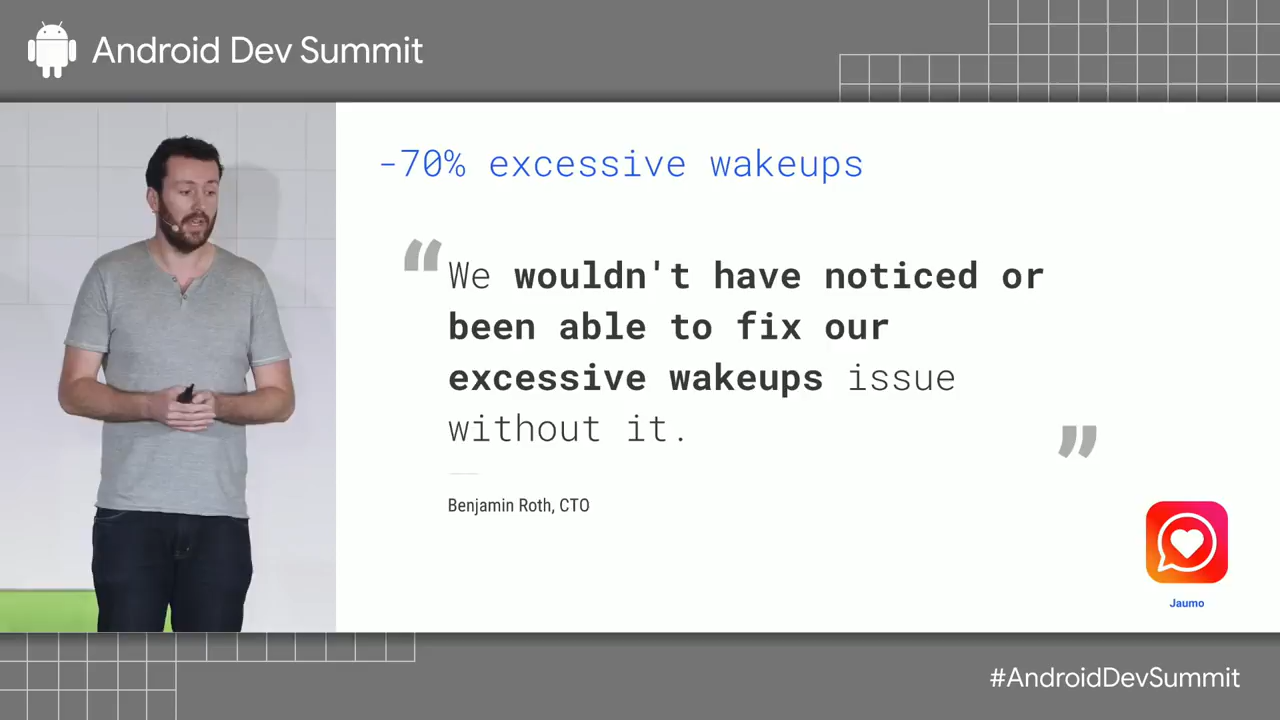 Android Dev Summit
-70% excessive wakeups
“We wouldn't have noticed or
been able to fix our
excessive wakeups issue
without it.”
Benjamin Roth, CTO
Jaumo
#AndroidDevSummit